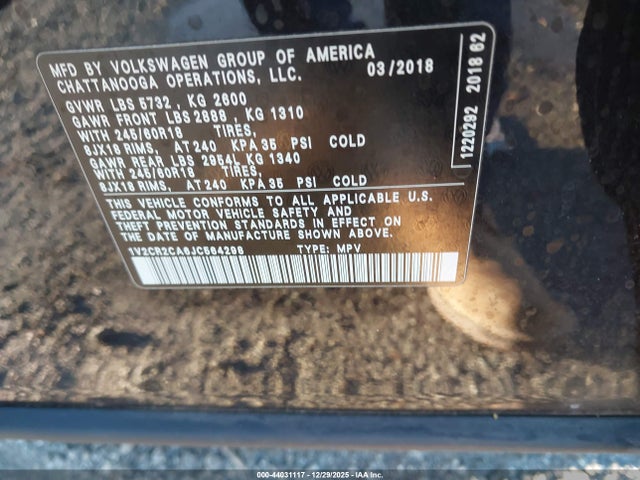 MFD BY VOLKSWAGEN GROUP OF AMERICA
CHATTANOOGA OPERATIONS, LLC.
03/2018
GVWR LBS 5732 , KG 2600
GAWR FRONT LBS 2888 , KG 1310
WITH 245/60R18 TIRES,
8JX18 RIMS, AT 240 KPA 35 PSI COLD
GAWR REAR LBS 2954L KG 1340
WITH 245/60R18 TIRES,
8JX18 RIMS, AT 240 KPA 35 PSI COLD
THIS VEHICLE CONFORMS TO ALL APPLICABLE U.S.
FEDERAL MOTOR VEHICLE SAFETY AND
THEFT PREVENTION STANDARDS IN EFFECT ON
THE DATE OF MANUFACTURE SHOWN ABOVE.
1V2CR2CA6JC564298 TYPE: MPV
1220292 2018 62
000-44031117 - 12/29/2025 - IAAI, Inc.